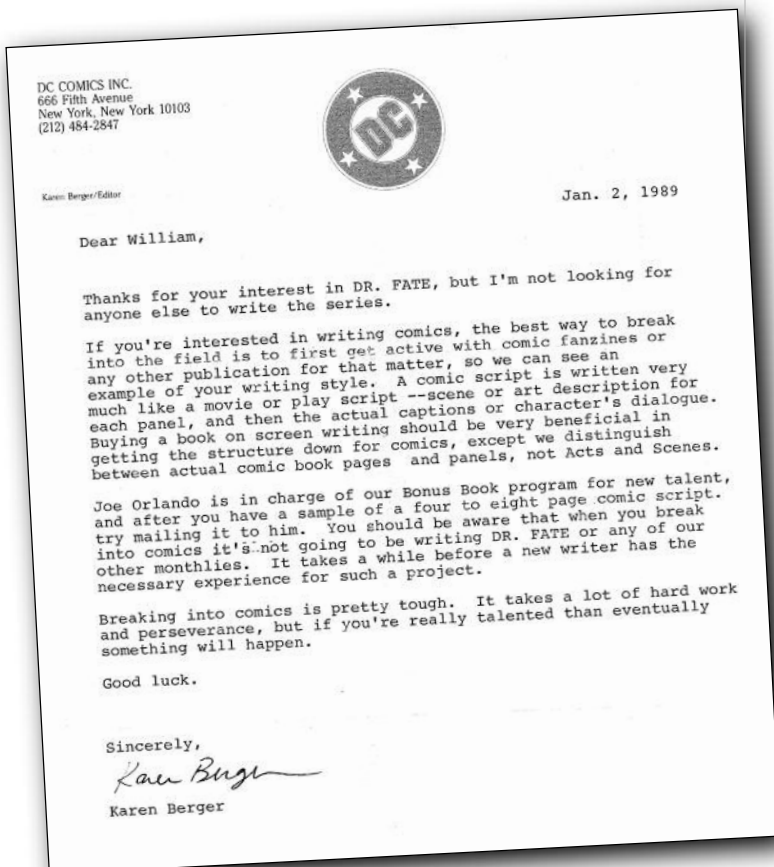 DC COMICS INC.
666 Fifth Avenue
New York, New York 10103
(212) 484-2847
DC
Karen Berger/Editor
Jan. 2, 1989
Dear William,
Thanks for your interest in DR. FATE, but I'm not looking for
anyone else to write the series.
If you're interested in writing comics, the best way to break
into the field is to first get active with comic fanzines or
any other publication for that matter, so we can see an
example of your writing style.  A comic script is written very
much like a movie or play script --scene or art description for
each panel, and then the actual captions or character's dialogue.
Buying a book on screen writing should be very beneficial in
getting the structure down for comics, except we distinguish
between actual comic book pages  and panels, not Acts and Scenes.
Joe Orlando is in charge of our Bonus Book program for new talent,
and after you have a sample of a four to eight page comic script.
try mailing it to him.  You should be aware that when you break
into comics it's not going to be writing DR. FATE or any of our
other monthlies.  It takes a while before a new writer has the
necessary experience for such a project.
Breaking into comics is pretty tough.  It takes a lot of hard work
and perseverance, but if you're really talented than eventually
something will happen.
Good luck.
Sincerely,
Karen Berger
Karen Berger